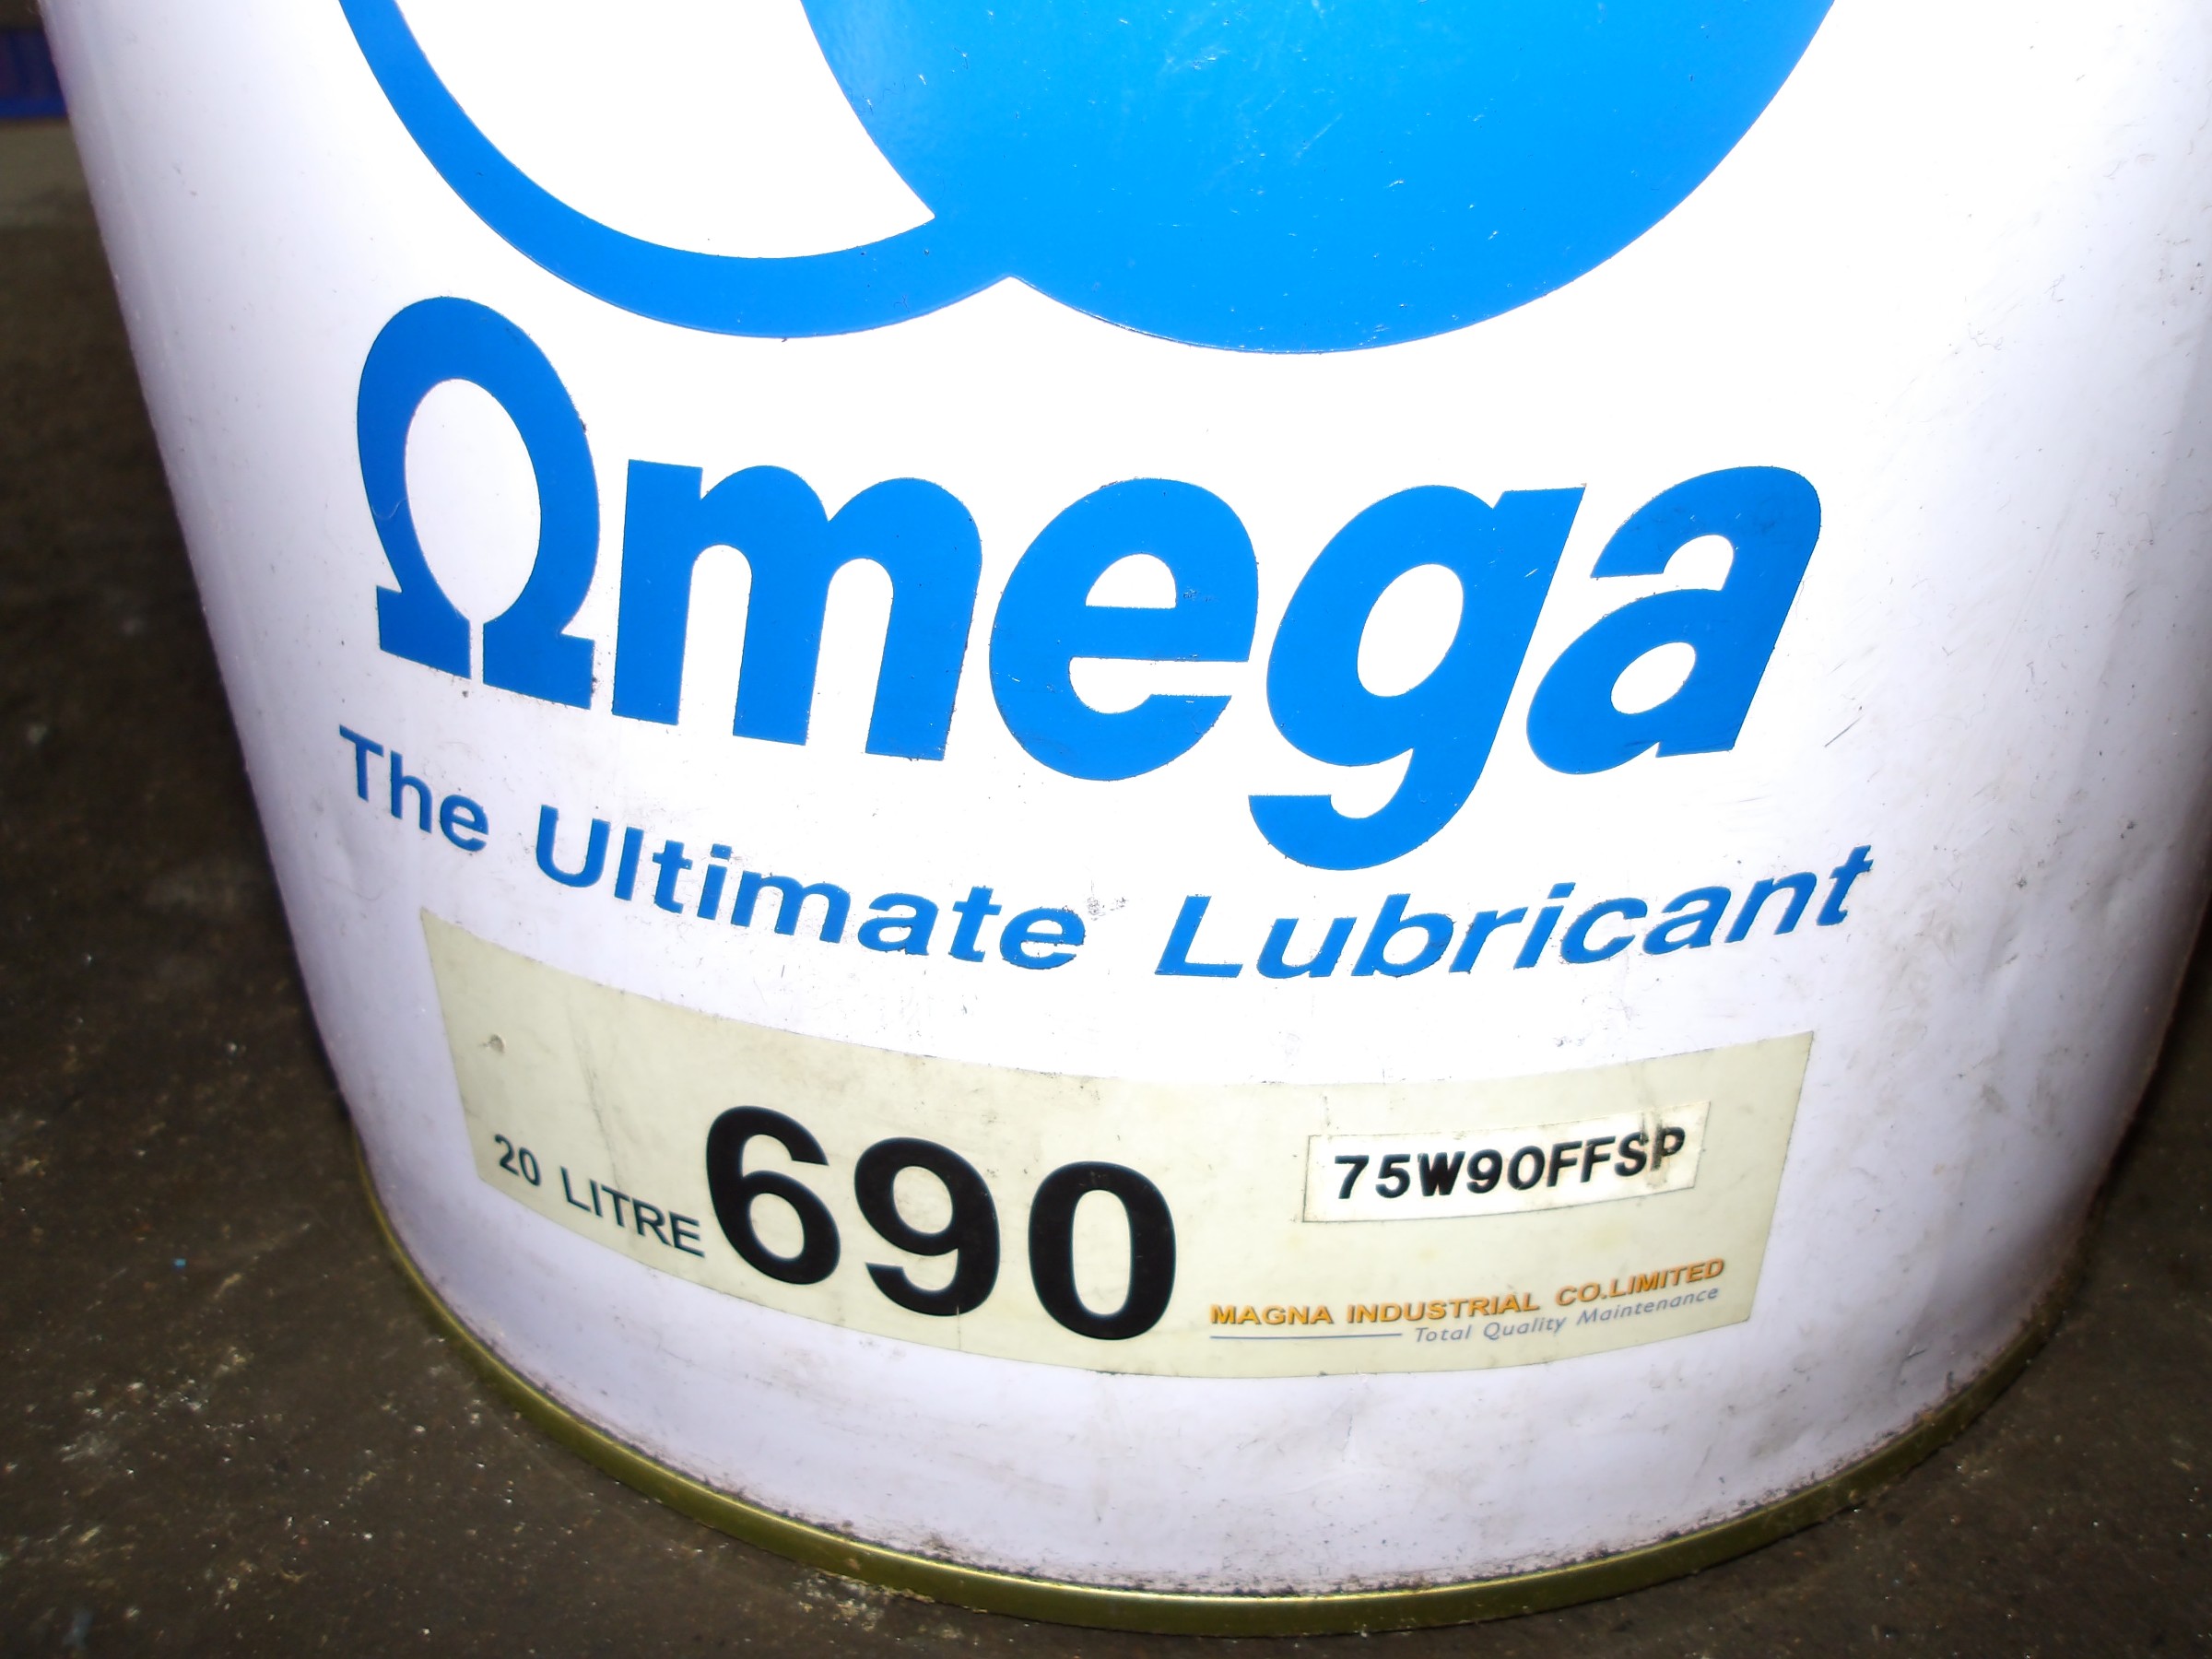 Ωmega
The Ultimate Lubricant
20 LITRE 690 75W90FFSP
MAGNA INDUSTRIAL CO.LIMITED
Total Quality Maintenance